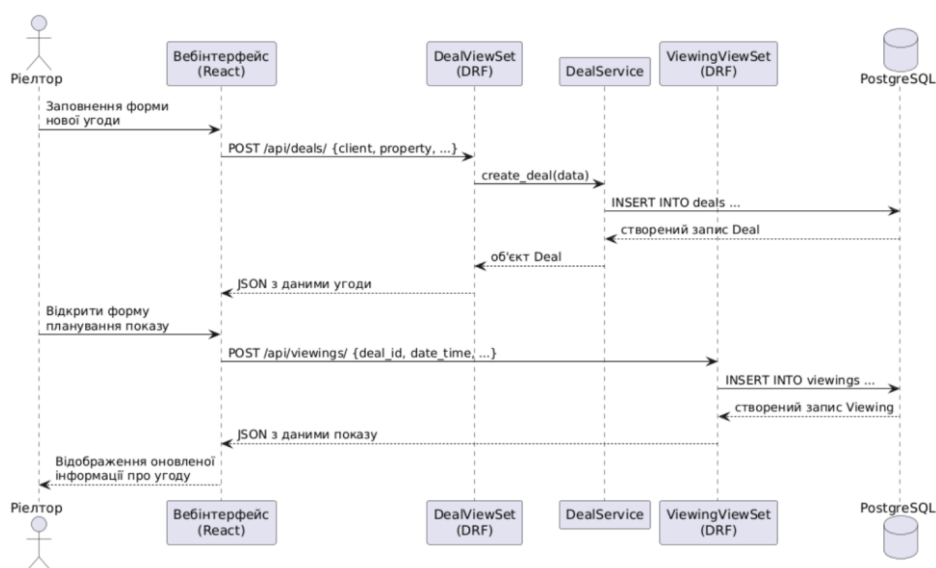 Рієлтор
Вебінтерфейс
(React)
DealViewSet
(DRF)
DealService
ViewingViewSet
(DRF)
PostgreSQL
Заповнення форми
нової угоди
POST /api/deals/ {client, property, ...}
create_deal(data)
INSERT INTO deals ...
створений запис Deal
об'єкт Deal
JSON з даними угоди
Відкрити форму
планування показу
POST /api/viewings/ {deal_id, date_time, ...}
INSERT INTO viewings ...
створений запис Viewing
JSON з даними показу
Відображення оновленої
інформації про угоду
Рієлтор
Вебінтерфейс
(React)
DealViewSet
(DRF)
DealService
ViewingViewSet
(DRF)
PostgreSQL